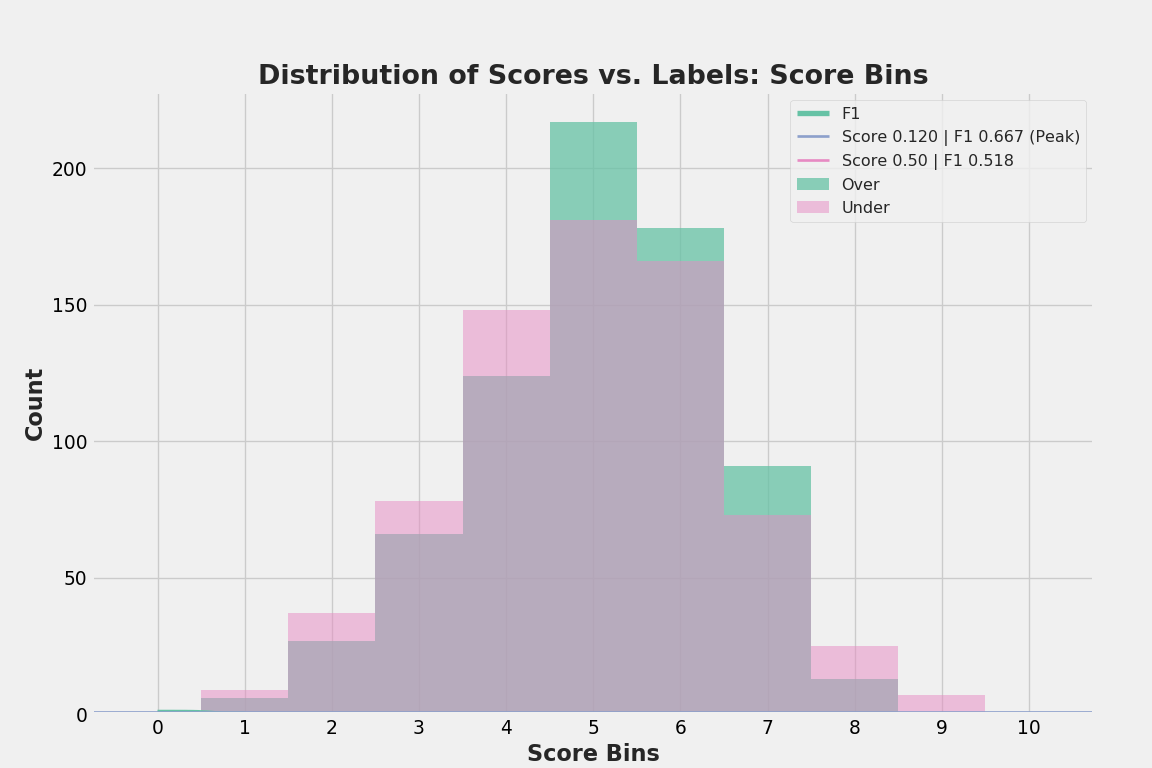 Distribution of Scores vs. Labels: Score Bins
F1
Score 0.120 | F1 0.667 (Peak)
Score 0.50 | F1 0.518
Over
Under
200
150
100
50
0
Count
0 1 2 3 4 5 6 7 8 9 10
Score Bins